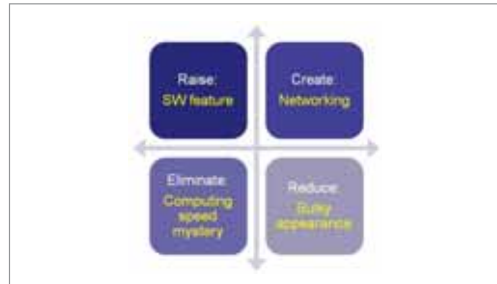 Raise:
SW feature
Create:
Networking
Eliminate:
Computing
speed
mystery
Reduce:
Bulky
appearance